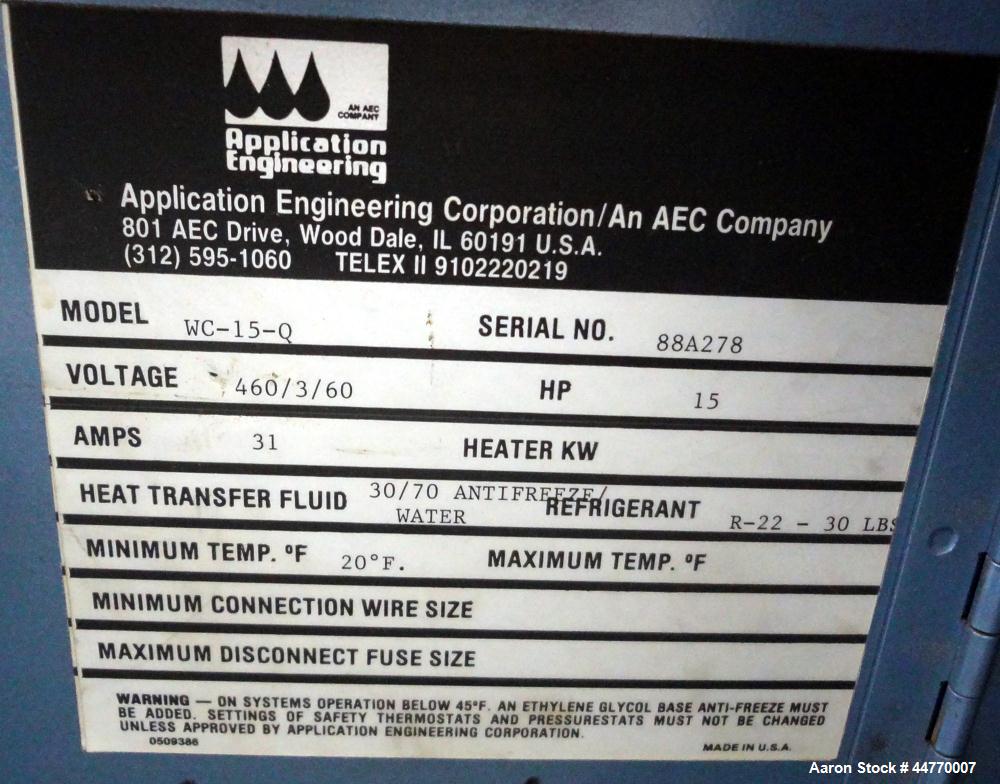 AN AEC
COMPANY
Application
Engineering
Application Engineering Corporation/An AEC Company
801 AEC Drive, Wood Dale, IL 60191 U.S.A.
(312) 595-1060 TELEX II 9102220219
MODEL WC-15-Q SERIAL NO. 88A278
VOLTAGE 460/3/60 HP 15
AMPS 31 HEATER KW
HEAT TRANSFER FLUID 30/70 ANTIFREEZE/
WATER REFRIGERANT R-22 - 30 LBS
MINIMUM TEMP. ºF 20°F. MAXIMUM TEMP. ºF
MINIMUM CONNECTION WIRE SIZE
MAXIMUM DISCONNECT FUSE SIZE
WARNING — ON SYSTEMS OPERATION BELOW 45ºF. AN ETHYLENE GLYCOL BASE ANTI-FREEZE MUST
BE ADDED. SETTINGS OF SAFETY THERMOSTATS AND PRESSURESTATS MUST NOT BE CHANGED
UNLESS APPROVED BY APPLICATION ENGINEERING CORPORATION.
0509386 MADE IN U.S.A.
Aaron Stock # 44770007